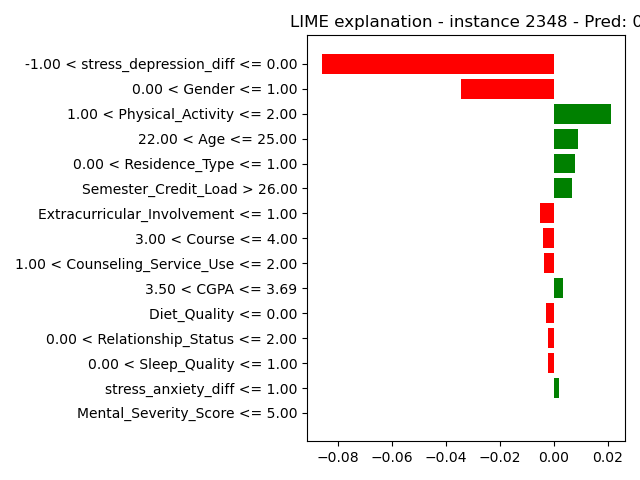 LIME explanation - instance 2348 - Pred: 0
-1.00 < stress_depression_diff <= 0.00
0.00 < Gender <= 1.00
1.00 < Physical_Activity <= 2.00
22.00 < Age <= 25.00
0.00 < Residence_Type <= 1.00
Semester_Credit_Load > 26.00
Extracurricular_Involvement <= 1.00
3.00 < Course <= 4.00
1.00 < Counseling_Service_Use <= 2.00
3.50 < CGPA <= 3.69
Diet_Quality <= 0.00
0.00 < Relationship_Status <= 2.00
0.00 < Sleep_Quality <= 1.00
stress_anxiety_diff <= 1.00
Mental_Severity_Score <= 5.00
−0.08 −0.06 −0.04 −0.02 0.00 0.02